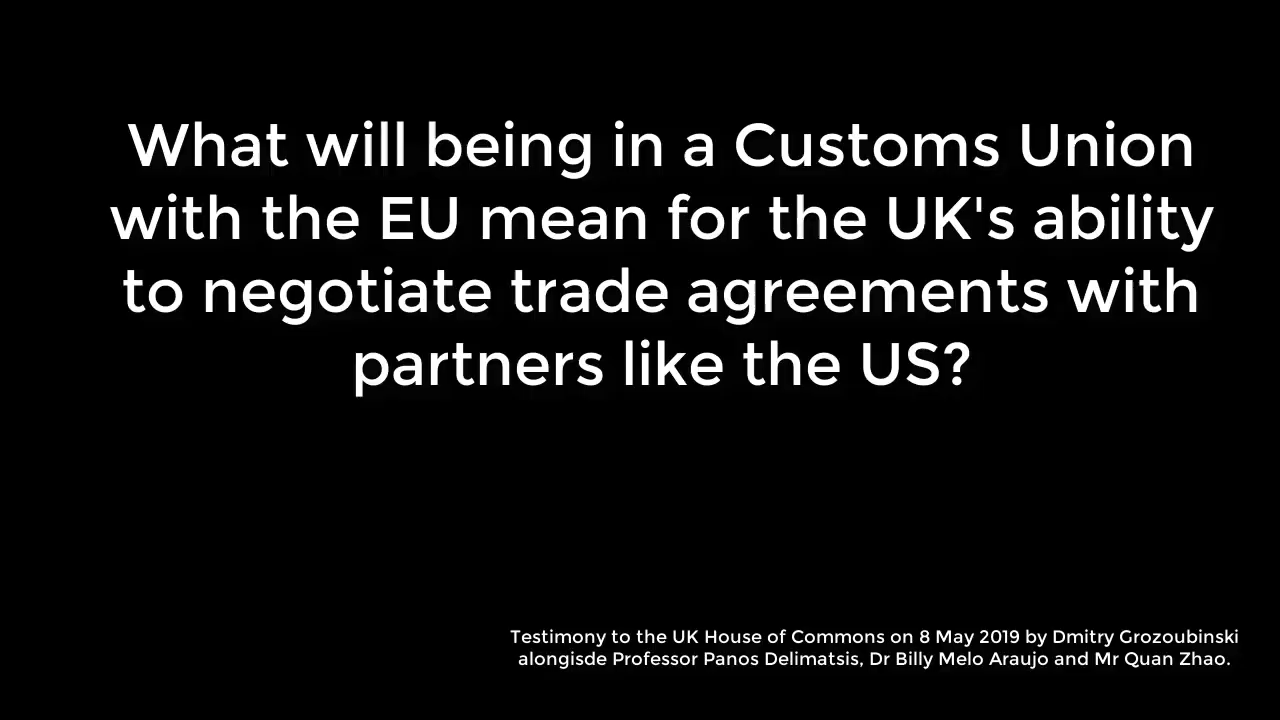 What will being in a Customs Union
with the EU mean for the UK's ability
to negotiate trade agreements with
partners like the US?
Testimony to the UK House of Commons on 8 May 2019 by Dmitry Grozoubinski
alongisde Professor Panos Delimatsis, Dr Billy Melo Araujo and Mr Quan Zhao.